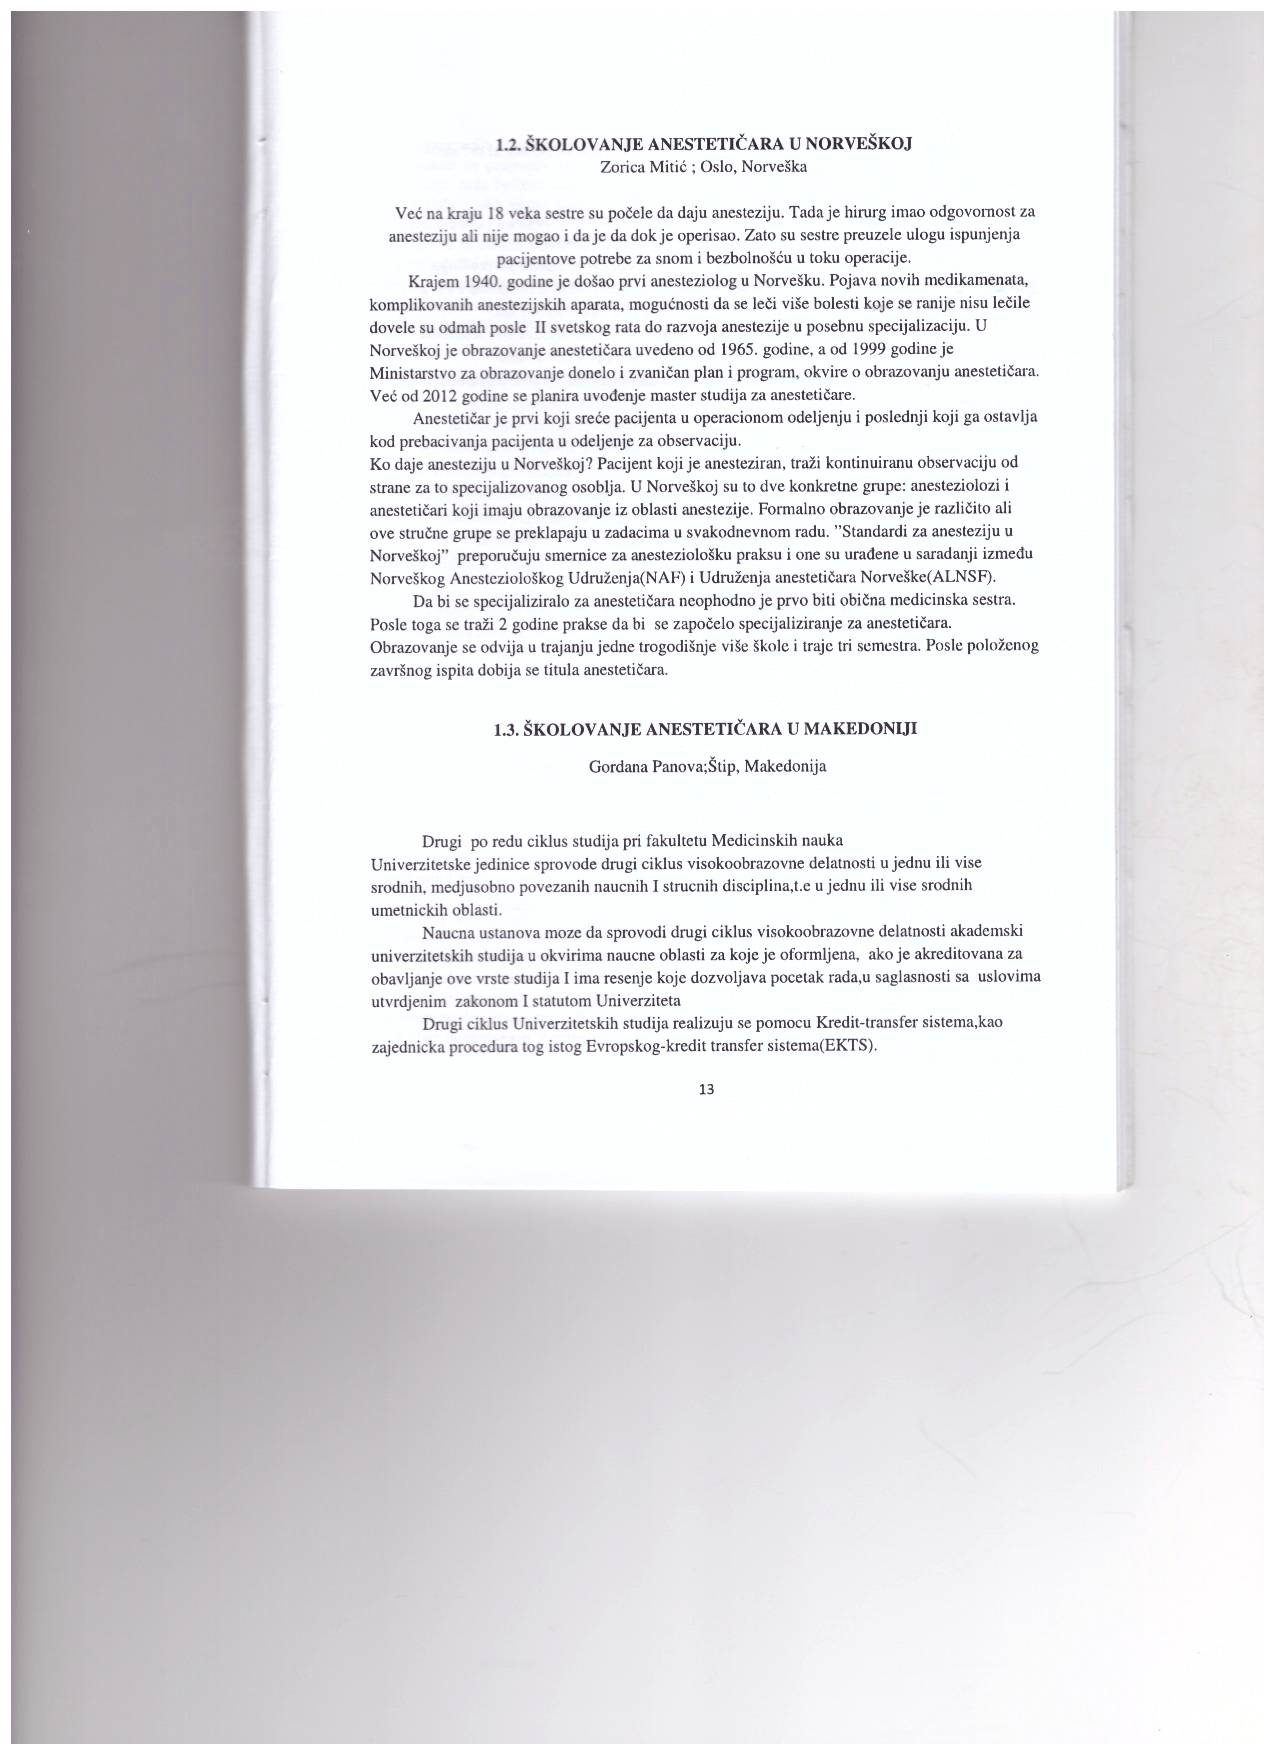 1.2. ŠKOLOVANJE ANESTETIČARA U NORVEŠKOJ
Zorica Mitić ; Oslo, Norveška
Već na kraju 18 veka sestre su počele da daju anesteziju. Tada je hirurg imao odgovornost za
anesteziju ali nije mogao i da je da dok je operisao. Zato su sestre preuzele ulogu ispunjenja
pacijentove potrebe za snom i bezbolnošću u toku operacije.
Krajem 1940. godine je došao prvi anesteziolog u Norvešku. Pojava novih medikamenata,
komplikovanih anestezijskih aparata, mogućnosti da se leči više bolesti koje se ranije nisu lečile
dovele su odmah posle II svetskog rata do razvoja anestezije u posebnu specijalizaciju. U
Norveškoj je obrazovanje anestetičara uvedeno od 1965. godine, a od 1999 godine je
Ministarstvo za obrazovanje donelo i zvaničan plan i program, okvire o obrazovanju anestetičara.
Već od 2012 godine se planira uvođenje master studija za anestetičare.
Anestetičar je prvi koji sreće pacijenta u operacionom odeljenju i poslednji koji ga ostavlja
kod prebacivanja pacijenta u odeljenje za observaciju.
Ko daje anesteziju u Norveškoj? Pacijent koji je anesteziran, traži kontinuiranu observaciju od
strane za to specijalizovanog osoblja. U Norveškoj su to dve konkretne grupe: anesteziolozi i
anestetičari koji imaju obrazovanje iz oblasti anestezije. Formalno obrazovanje je različito ali
ove stručne grupe se preklapaju u zadacima u svakodnevnom radu. ”Standardi za anesteziju u
Norveškoj” preporučuju smernice za anesteziološku praksu i one su urađene u saradanji između
Norveškog Anesteziološkog Udruženja(NAF) i Udruženja anestetičara Norveške(ALNSF).
Da bi se specijaliziralo za anestetičara neophodno je prvo biti obična medicinska sestra.
Posle toga se traži 2 godine prakse da bi se započelo specijaliziranje za anestetičara.
Obrazovanje se odvija u trajanju jedne trogodišnje više škole i traje tri semestra. Posle položenog
završnog ispita dobija se titula anestetičara.
1.3. ŠKOLOVANJE ANESTETIČARA U MAKEDONIJI
Gordana Panova;Štip, Makedonija
Drugi po redu ciklus studija pri fakultetu Medicinskih nauka
Univerzitetske jedinice sprovode drugi ciklus visokoobrazovne delatnosti u jednu ili vise
srodnih, medjusobno povezanih naucnih I strucnih disciplina,t.e u jednu ili vise srodnih
umetnickih oblasti.
Naucna ustanova moze da sprovodi drugi ciklus visokoobrazovne delatnosti akademski
univerzitetskih studija u okvirima naucne oblasti za koje je oformljena, ako je akreditovana za
obavljanje ove vrste studija I ima resenje koje dozvoljava pocetak rada,u saglasnosti sa uslovima
utvrdjenim zakonom I statutom Univerziteta
Drugi ciklus Univerzitetskih studija realizuju se pomocu Kredit-transfer sistema,kao
zajednicka procedura tog istog Evropskog-kredit transfer sistema(EKTS).
13